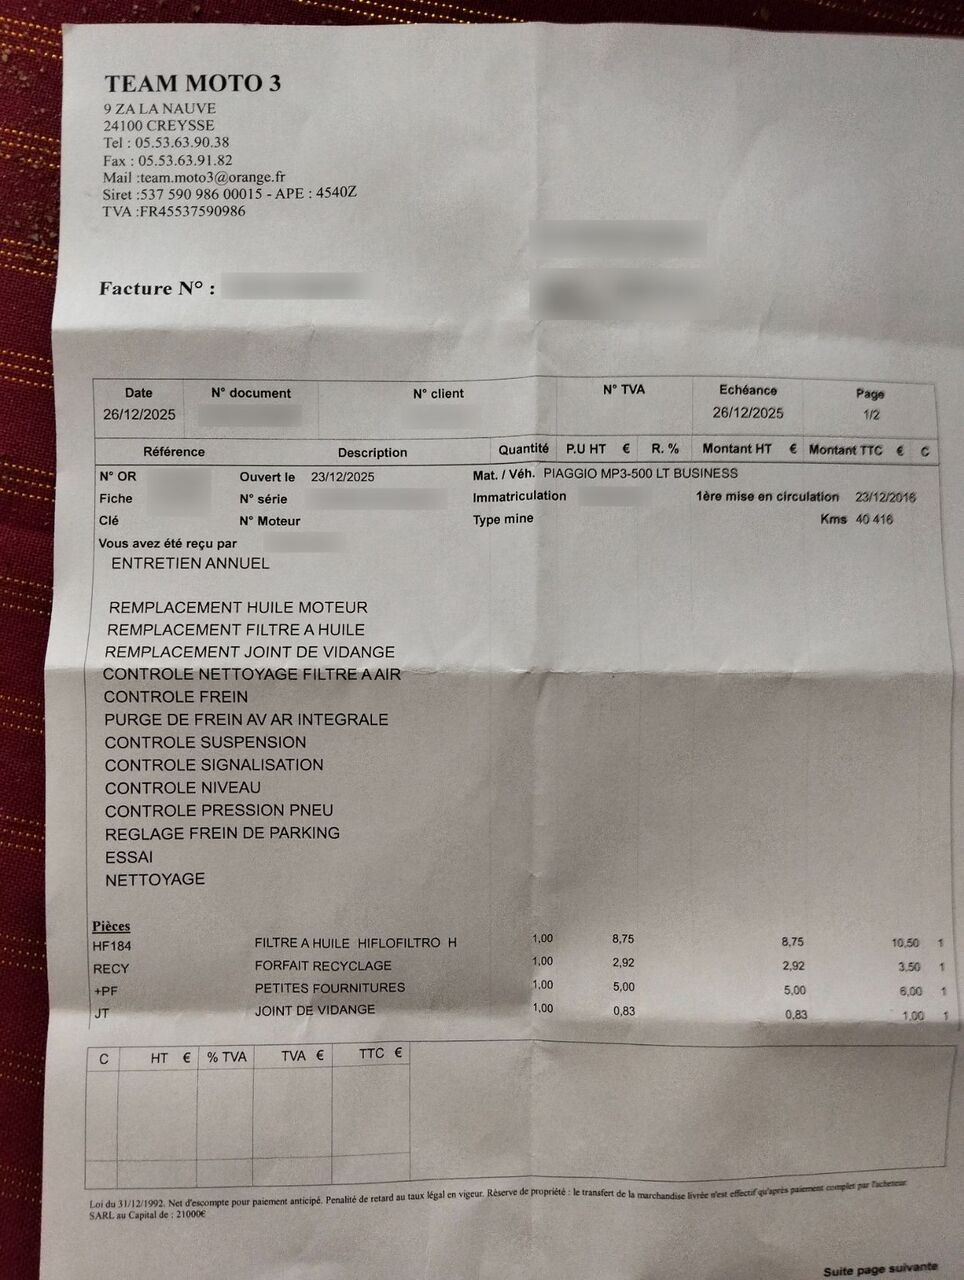 TEAM MOTO 3
9 ZA LA NAUVE
24100 CREYSSE
Tel : 05.53.63.90.38
Fax : 05.53.63.91.82
Mail :team.moto3@orange.fr
Siret :537 590 986 00015 - APE : 4540Z
TVA :FR45537590986
Facture N° :
Date N° document N° client N° TVA Echéance Page
26/12/2025 26/12/2025 1/2
Référence Description Quantité P.U HT € R. % Montant HT € Montant TTC € C
N° OR Ouvert le 23/12/2025 Mat. / Véh. PIAGGIO MP3-500 LT BUSINESS
Fiche N° série Immatriculation 1ère mise en circulation 23/12/2016
Clé N° Moteur Type mine Kms 40 416
Vous avez été reçu par
ENTRETIEN ANNUEL
REMPLACEMENT HUILE MOTEUR
REMPLACEMENT FILTRE A HUILE
REMPLACEMENT JOINT DE VIDANGE
CONTROLE NETTOYAGE FILTRE A AIR
CONTROLE FREIN
PURGE DE FREIN AV AR INTEGRALE
CONTROLE SUSPENSION
CONTROLE SIGNALISATION
CONTROLE NIVEAU
CONTROLE PRESSION PNEU
REGLAGE FREIN DE PARKING
ESSAI
NETTOYAGE
Pièces
HF184 FILTRE A HUILE HIFLOFILTRO H 1,00 8,75 8,75 10,50 1
RECY FORFAIT RECYCLAGE 1,00 2,92 2,92 3,50 1
+PF PETITES FOURNITURES 1,00 5,00 5,00 6,00 1
JT JOINT DE VIDANGE 1,00 0,83 0,83 1,00 1
C HT € % TVA TVA € TTC €
Loi du 31/12/1992. Net d'escompte pour paiement anticipé. Penalité de retard au taux légal en vigeur. Réserve de propriété : le transfert de la marchandise livrée n'est effectif qu'après paiement complet par l'acheteur
SARL au Capital de : 21000€
Suite page suivante